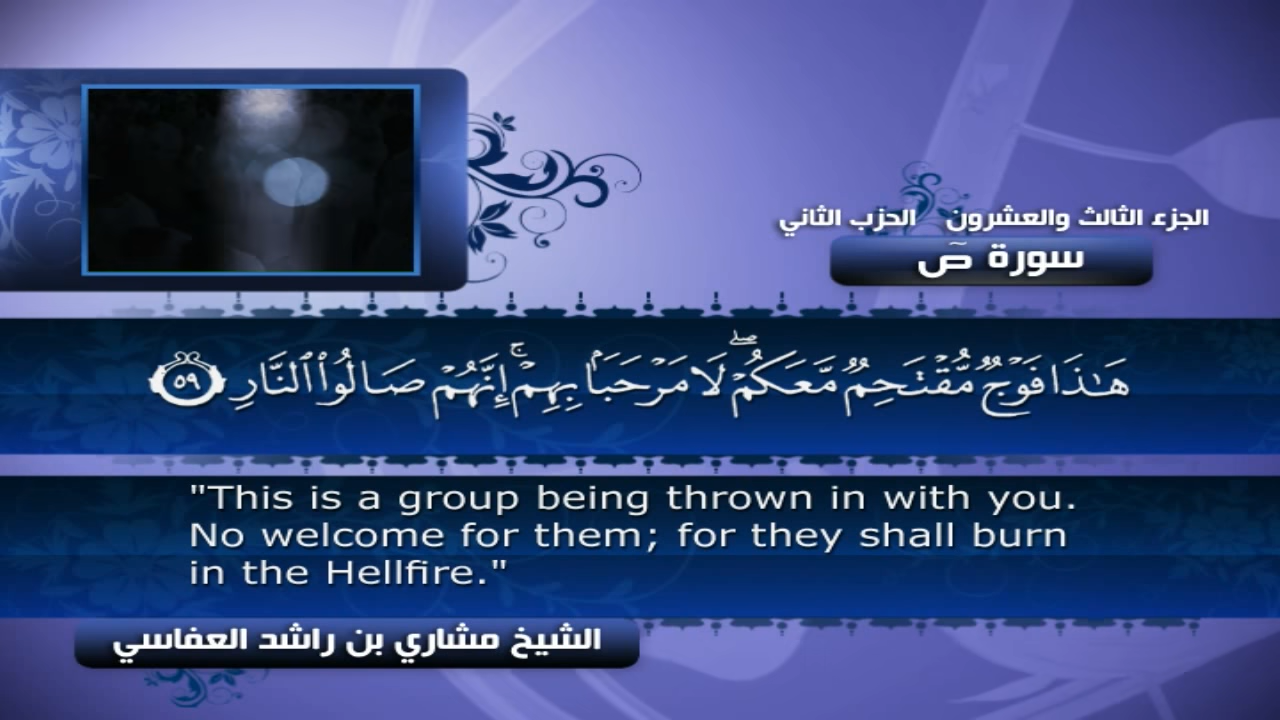 الجزء الثالث والعشرون الحزب الثاني
سورة صٓ
هَٰذَا فَوْجٌ مُّقْتَحِمٌ مَّعَكُمْ ۖ لَا مَرْحَبًۢا بِهِمْ ۚ إِنَّهُمْ صَالُوا۟ ٱلنَّارِ ٥٩
"This is a group being thrown in with you.
No welcome for them; for they shall burn
in the Hellfire."
الشيخ مشاري بن راشد العفاسي